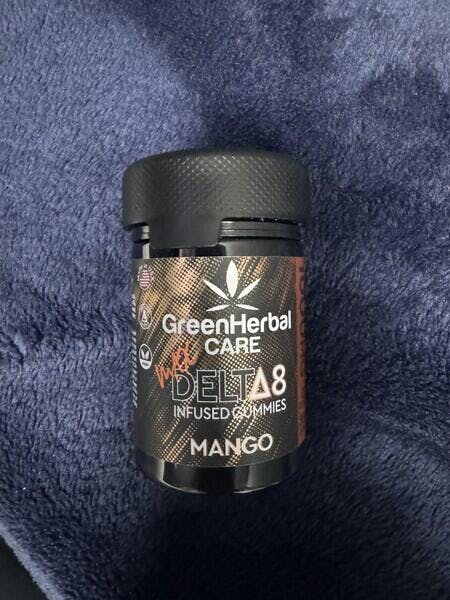 GreenHerbal
CARE
DELTA8
INFUSED GUMMIES
MANGO